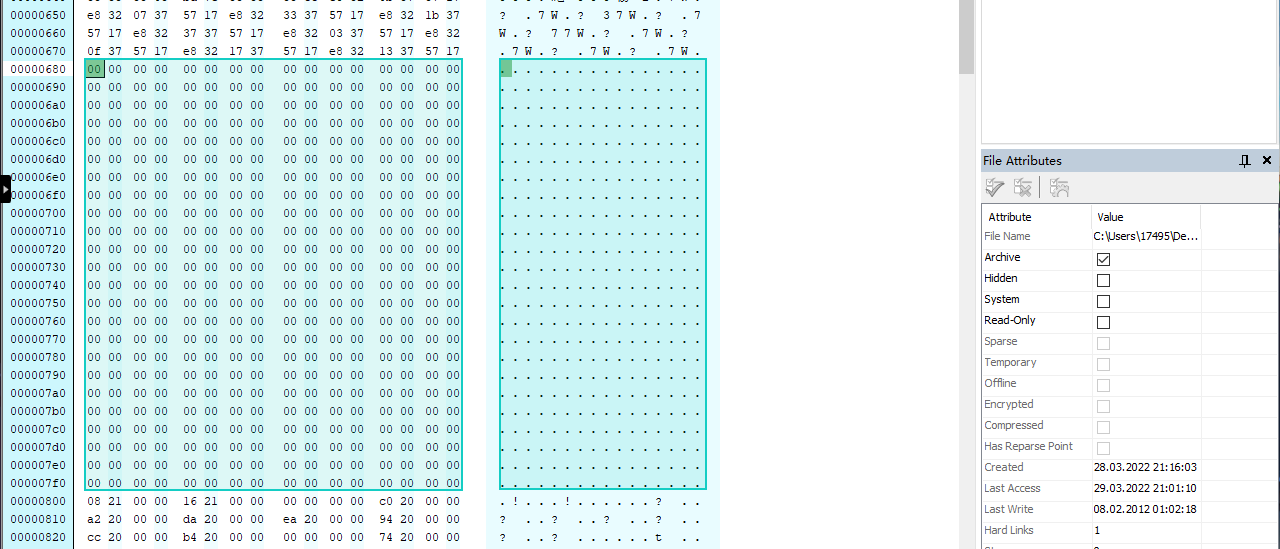 00000650 e8 32 07 37 57 17 e8 32 33 37 57 17 e8 32 1b 37 ? . 7 W . ? 3 7 W . ? . 7
00000660 57 17 e8 32 37 37 57 17 e8 32 03 37 57 17 e8 32 W . ? 7 7 W . ? . 7 W . ?
00000670 0f 37 57 17 e8 32 17 37 57 17 e8 32 13 37 57 17 . 7 W . ? . 7 W . ? . 7 W .
00000680 00 00 00 00 00 00 00 00 00 00 00 00 00 00 00 00 . . . . . . . . . . . . . . . .
00000690 00 00 00 00 00 00 00 00 00 00 00 00 00 00 00 00 . . . . . . . . . . . . . . . .
000006a0 00 00 00 00 00 00 00 00 00 00 00 00 00 00 00 00 . . . . . . . . . . . . . . . .
000006b0 00 00 00 00 00 00 00 00 00 00 00 00 00 00 00 00 . . . . . . . . . . . . . . . .
000006c0 00 00 00 00 00 00 00 00 00 00 00 00 00 00 00 00 . . . . . . . . . . . . . . . .
000006d0 00 00 00 00 00 00 00 00 00 00 00 00 00 00 00 00 . . . . . . . . . . . . . . . .
000006e0 00 00 00 00 00 00 00 00 00 00 00 00 00 00 00 00 . . . . . . . . . . . . . . . .
000006f0 00 00 00 00 00 00 00 00 00 00 00 00 00 00 00 00 . . . . . . . . . . . . . . . .
00000700 00 00 00 00 00 00 00 00 00 00 00 00 00 00 00 00 . . . . . . . . . . . . . . . .
00000710 00 00 00 00 00 00 00 00 00 00 00 00 00 00 00 00 . . . . . . . . . . . . . . . .
00000720 00 00 00 00 00 00 00 00 00 00 00 00 00 00 00 00 . . . . . . . . . . . . . . . .
00000730 00 00 00 00 00 00 00 00 00 00 00 00 00 00 00 00 . . . . . . . . . . . . . . . .
00000740 00 00 00 00 00 00 00 00 00 00 00 00 00 00 00 00 . . . . . . . . . . . . . . . .
00000750 00 00 00 00 00 00 00 00 00 00 00 00 00 00 00 00 . . . . . . . . . . . . . . . .
00000760 00 00 00 00 00 00 00 00 00 00 00 00 00 00 00 00 . . . . . . . . . . . . . . . .
00000770 00 00 00 00 00 00 00 00 00 00 00 00 00 00 00 00 . . . . . . . . . . . . . . . .
00000780 00 00 00 00 00 00 00 00 00 00 00 00 00 00 00 00 . . . . . . . . . . . . . . . .
00000790 00 00 00 00 00 00 00 00 00 00 00 00 00 00 00 00 . . . . . . . . . . . . . . . .
000007a0 00 00 00 00 00 00 00 00 00 00 00 00 00 00 00 00 . . . . . . . . . . . . . . . .
000007b0 00 00 00 00 00 00 00 00 00 00 00 00 00 00 00 00 . . . . . . . . . . . . . . . .
000007c0 00 00 00 00 00 00 00 00 00 00 00 00 00 00 00 00 . . . . . . . . . . . . . . . .
000007d0 00 00 00 00 00 00 00 00 00 00 00 00 00 00 00 00 . . . . . . . . . . . . . . . .
000007e0 00 00 00 00 00 00 00 00 00 00 00 00 00 00 00 00 . . . . . . . . . . . . . . . .
000007f0 00 00 00 00 00 00 00 00 00 00 00 00 00 00 00 00 . . . . . . . . . . . . . . . .
00000800 08 21 00 00 16 21 00 00 00 00 00 00 c0 20 00 00 . ! . . . ! . . . . . . ? . .
00000810 a2 20 00 00 da 20 00 00 ea 20 00 00 94 20 00 00 ? . . ? . . ? . . ? . .
00000820 cc 20 00 00 b4 20 00 00 00 00 00 00 74 20 00 00 ? . . ? . . . . . . t . .
File Attributes
Attribute Value
File Name C:\Users\17495\De...
Archive
Hidden
System
Read-Only
Sparse
Temporary
Offline
Encrypted
Compressed
Has Reparse Point
Created 28.03.2022 21:16:03
Last Access 29.03.2022 21:01:10
Last Write 08.02.2012 01:02:18
Hard Links 1